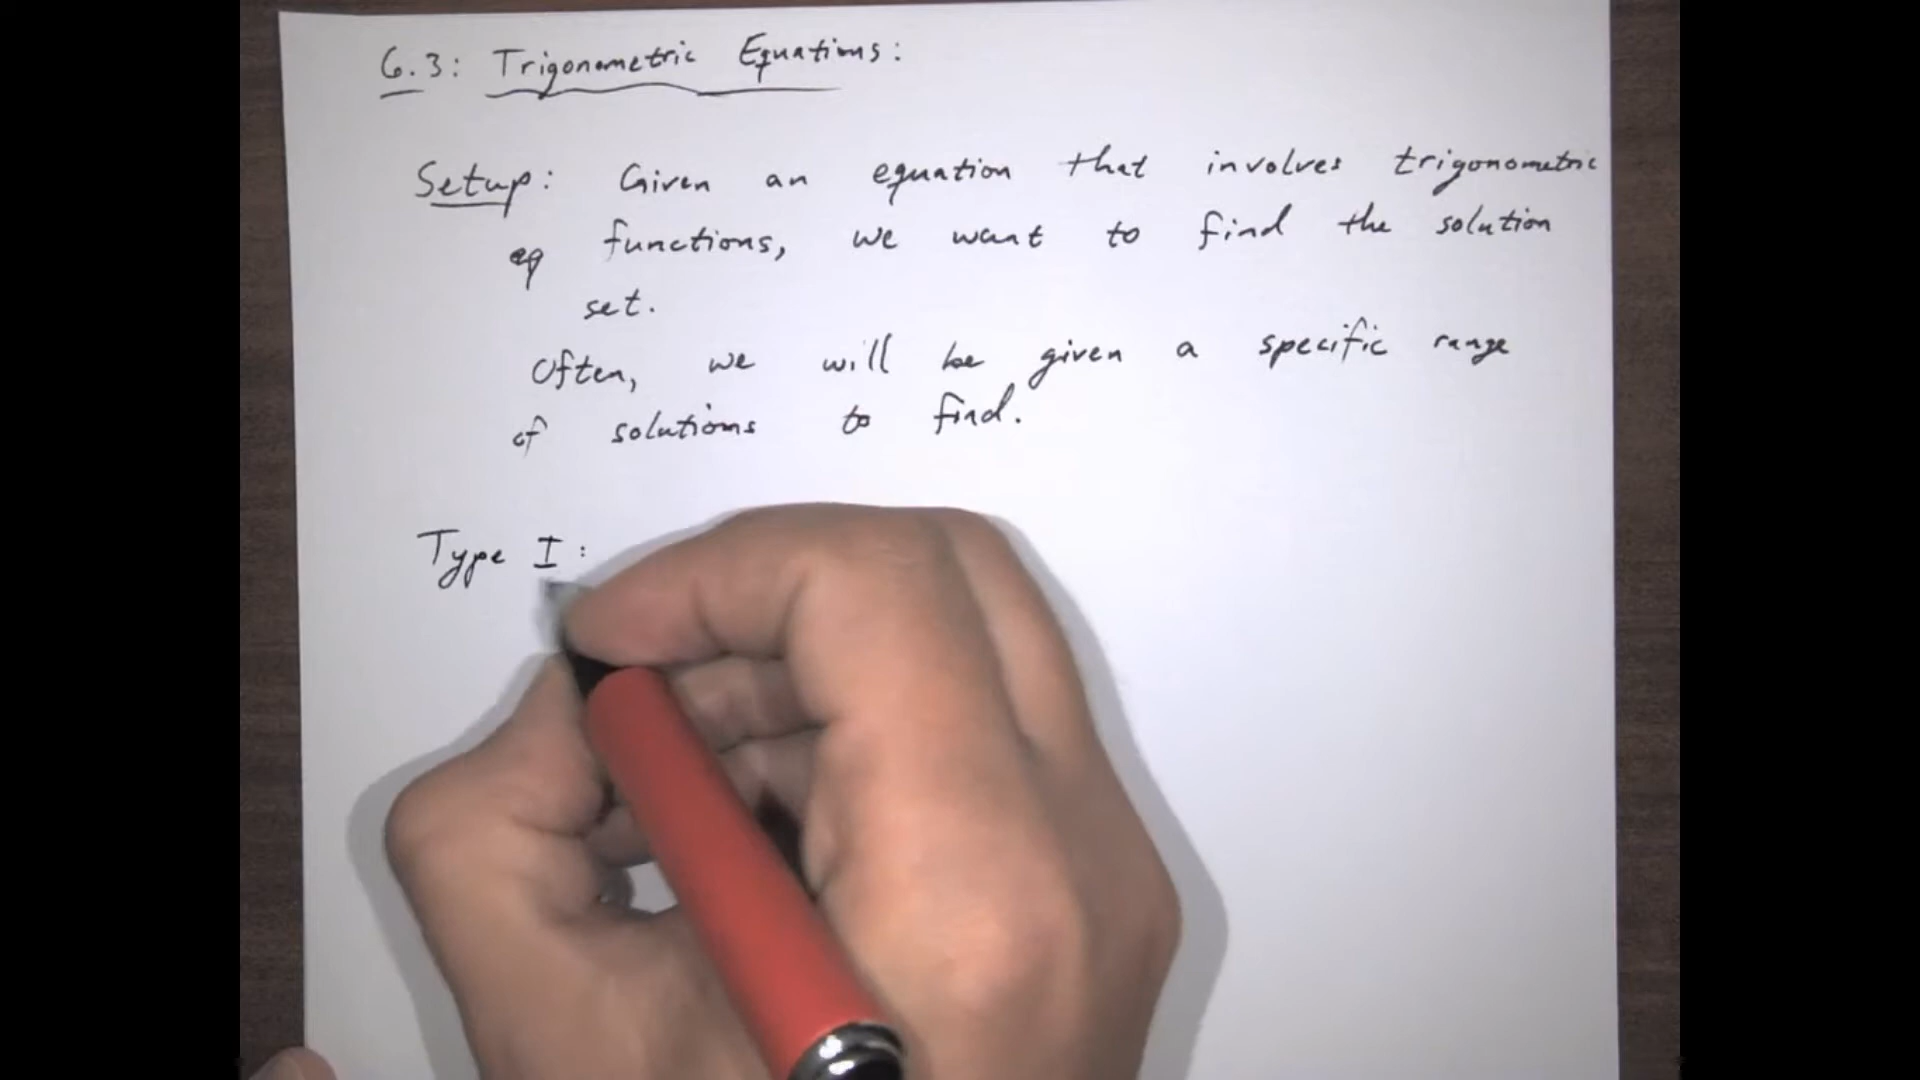 6.3: Trigonometric Equations:
Setup: Given an equation that involves trigonometric
eq functions, we want to find the solution
set.
Often, we will be given a specific range
of solutions to find.
Type I: